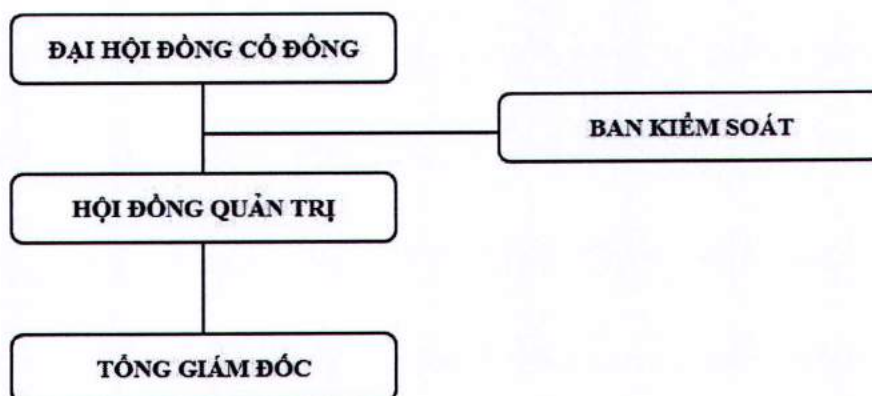 ĐẠI HỘI ĐỒNG CỔ ĐÔNG
BAN KIỂM SOÁT
HỘI ĐỒNG QUẢN TRỊ
TỔNG GIÁM ĐỐC